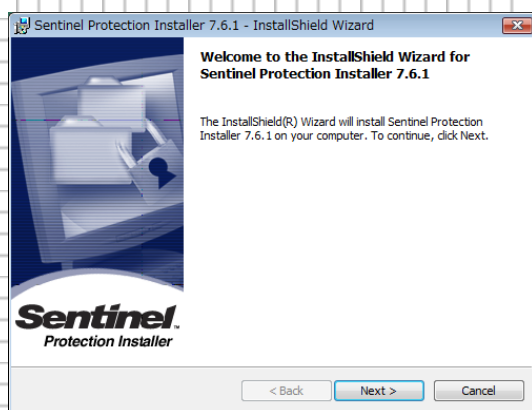 Sentinel Protection Installer 7.6.1 - InstallShield Wizard
Welcome to the InstallShield Wizard for
Sentinel Protection Installer 7.6.1
The InstallShield(R) Wizard will install Sentinel Protection
Installer 7.6.1 on your computer. To continue, click Next.
Sentinel.
Protection Installer
< Back
Next >
Cancel